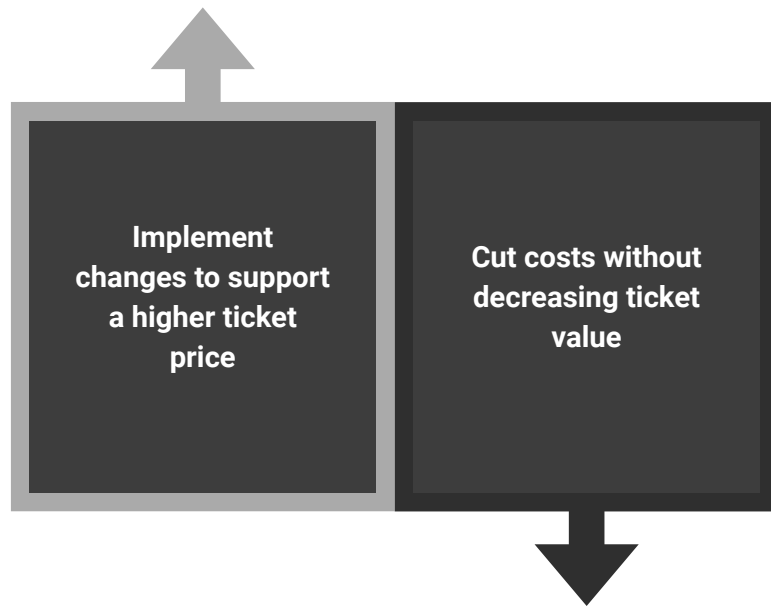 Implement
changes to support
a higher ticket
price
Cut costs without
decreasing ticket
value